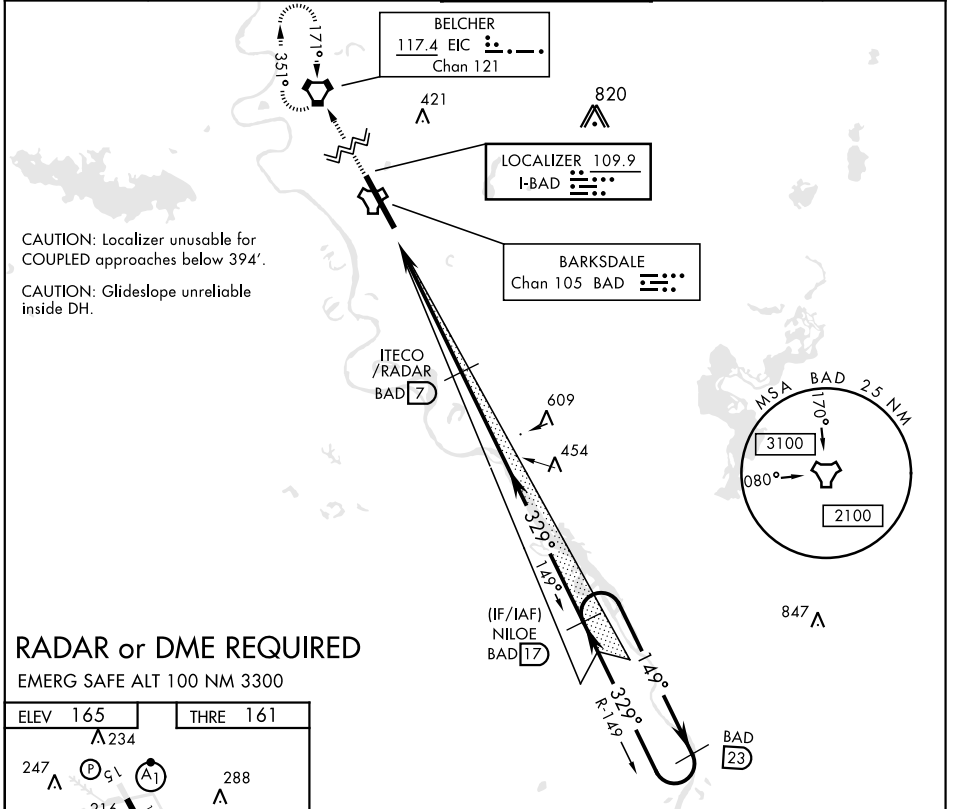 BELCHER
117.4 EIC
Chan 121
171°
351°
421
820
LOCALIZER 109.9
I-BAD
CAUTION: Localizer unusable for
COUPLED approaches below 394'.
CAUTION: Glideslope unreliable
inside DH.
BARKSDALE
Chan 105 BAD
ITECO
/RADAR
BAD 7
609
454
MSA BAD 25 NM
170°
3100
080°
2100
329°
149°
(IF/IAF)
NILOE
BAD 17
847
149°
329°
R-149
BAD
23
RADAR or DME REQUIRED
EMERG SAFE ALT 100 NM 3300
ELEV 165
THRE 161
234
247
P
15
A1
288
216